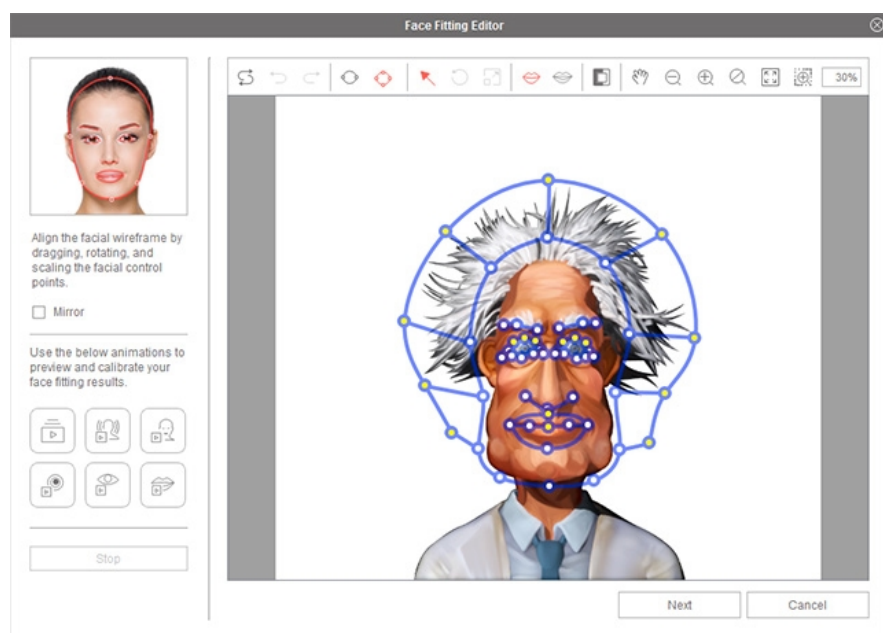 Face Fitting Editor
30%
Align the facial wireframe by
dragging, rotating, and
scaling the facial control
points.
Mirror
Use the below animations to
preview and calibrate your
face fitting results.
Stop
Next
Cancel